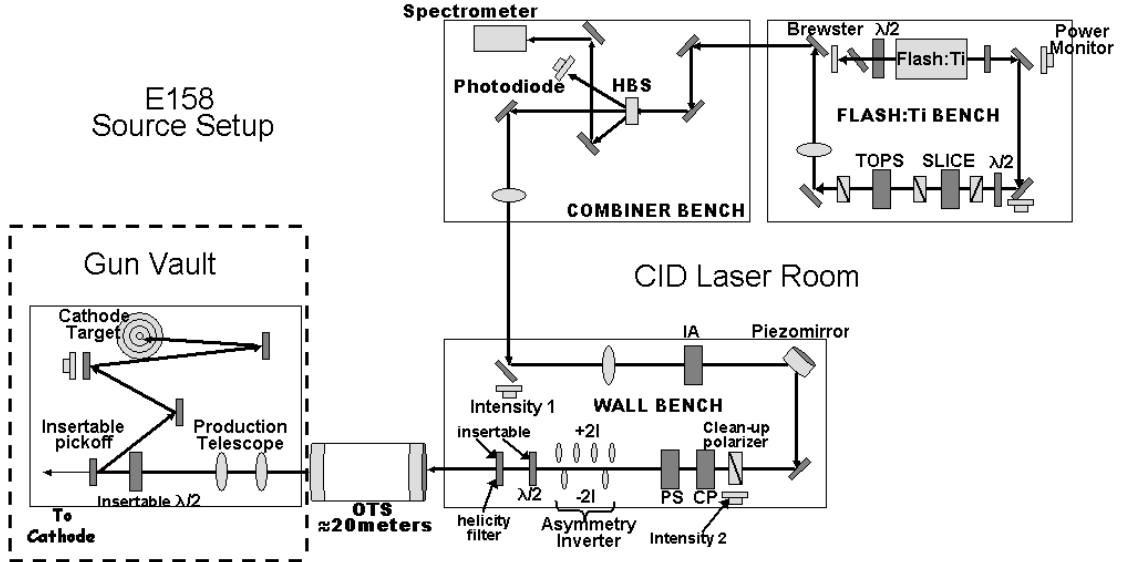 E158
Source Setup
Spectrometer
Photodiode
HBS
COMBINER BENCH
Brewster
λ/2
Flash:Ti
Power
Monitor
FLASH:Ti BENCH
TOPS
SLICE
λ/2
Gun Vault
Cathode
Target
Insertable
pickoff
Production
Telescope
Insertable λ/2
To
Cathode
OTS
≈20meters
CID Laser Room
IA
Piezomirror
Intensity 1
WALL BENCH
insertable
+2I
Clean-up
polarizer
λ/2
-2I
PS
CP
helicity
filter
Asymmetry
Inverter
Intensity 2